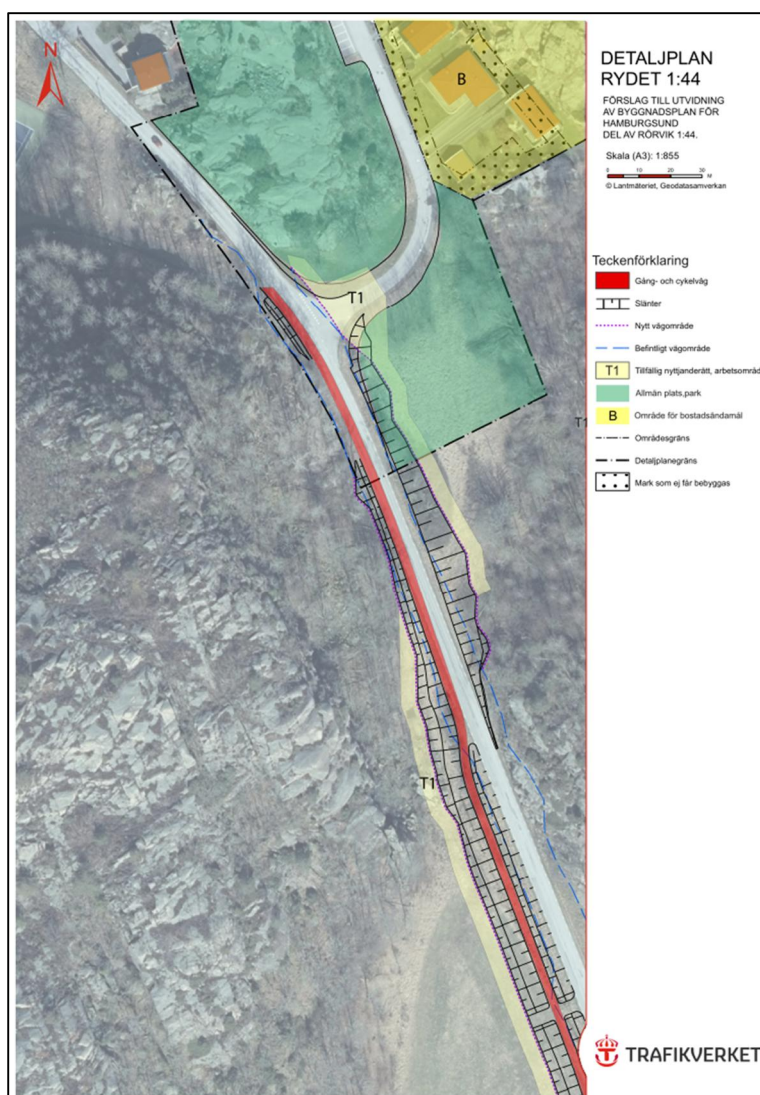 N
B
DETALJPLAN
RYDET 1:44
FÖRSLAG TILL UTVIDNING
AV BYGGNADSPLAN FÖR
HAMBURGSUND
DEL AV RÖRVIK 1:44.
Skala (A3): 1:855
0 10 20 30
M
© Lantmäteriet, Geodatasamverkan
Teckenförklaring
Gång- och cykelväg
Slänter
Nytt vägområde
Befintligt vägområde
T1 Tillfällig nyttjanderätt, arbetsområd
Allmän plats,park
B Område för bostadsändamål
Områdesgräns
Detaljplanegräns
Mark som ej får bebyggas
T1
T1
T1
TRAFIKVERKET